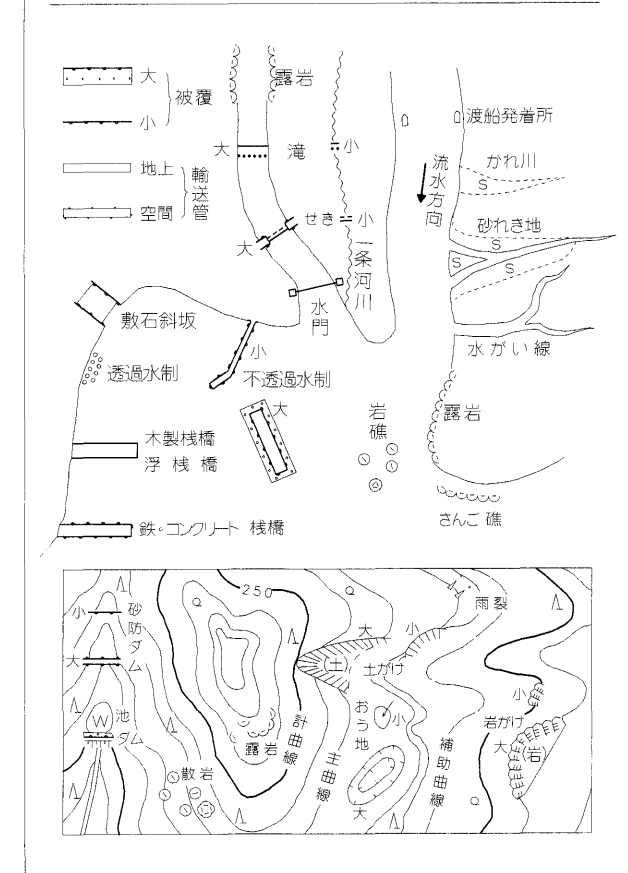 大
被覆
小
地上
輸送管
空間
露岩
大
滝
小
せき
小
大
一条河川
水門
渡船発着所
流水方向
かれ川
S
砂れき地
S
S
水がい線
敷石斜坂
小
透過水制
不透過水制
大
木製桟橋
浮桟橋
岩礁
露岩
さんご礁
鉄・コンクリート桟橋
250
雨裂
小
砂防ダム
大
大
小
(土)
土がけ
W
池
ダム
おう地
小
小
岩がけ
大
(岩)
露岩
計曲線
主曲線
補助曲線
散岩
大